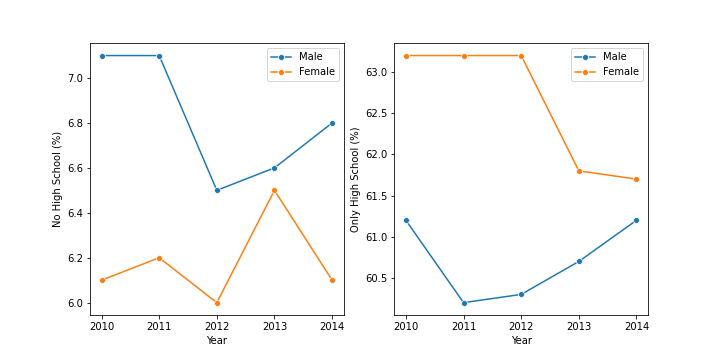 Male
Female
No High School (%)
7.0
6.8
6.6
6.4
6.2
6.0
2010 2011 2012 2013 2014
Year
Male
Female
Only High School (%)
63.0
62.5
62.0
61.5
61.0
60.5
2010 2011 2012 2013 2014
Year